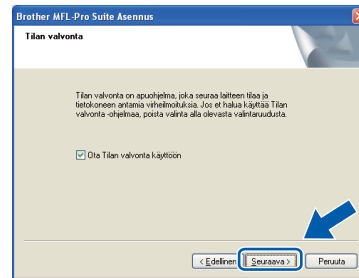 Brother MFL-Pro Suite Asennus
Tilan valvonta
Tilan valvonta on apuohjelma, joka seuraa laitteen tilaa ja
tietokoneen antamia virheilmoituksia. Jos et halua käyttää Tilan
valvonta -ohjelmaa, poista valinta alla olevasta valintaruudusta.
Ota Tilan valvonta käyttöön
< Edellinen Seuraava > Peruuta